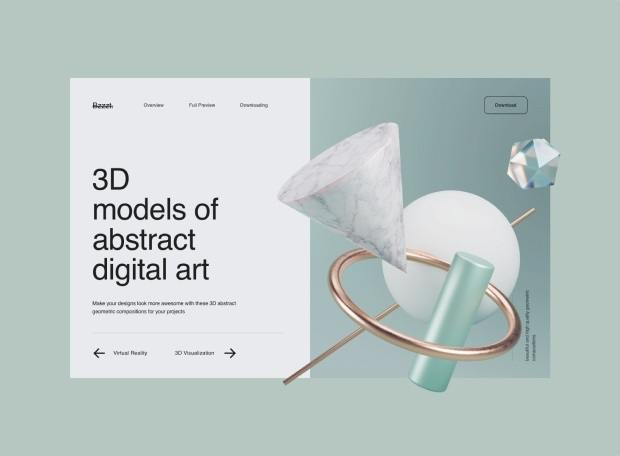 Bzzzt.
Overview
Full Preview
Downloading
Download
3D
models of
abstract
digital art
Make your designs look more awesome with these 3D abstract
geometric compositions for your projects
Virtual Reality
3D Visualization
beautiful and high quality geometric
compositions